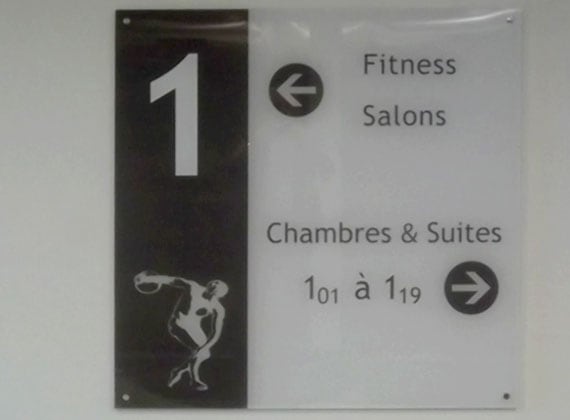 1
Fitness
Salons
Chambres & Suites
101 à 119